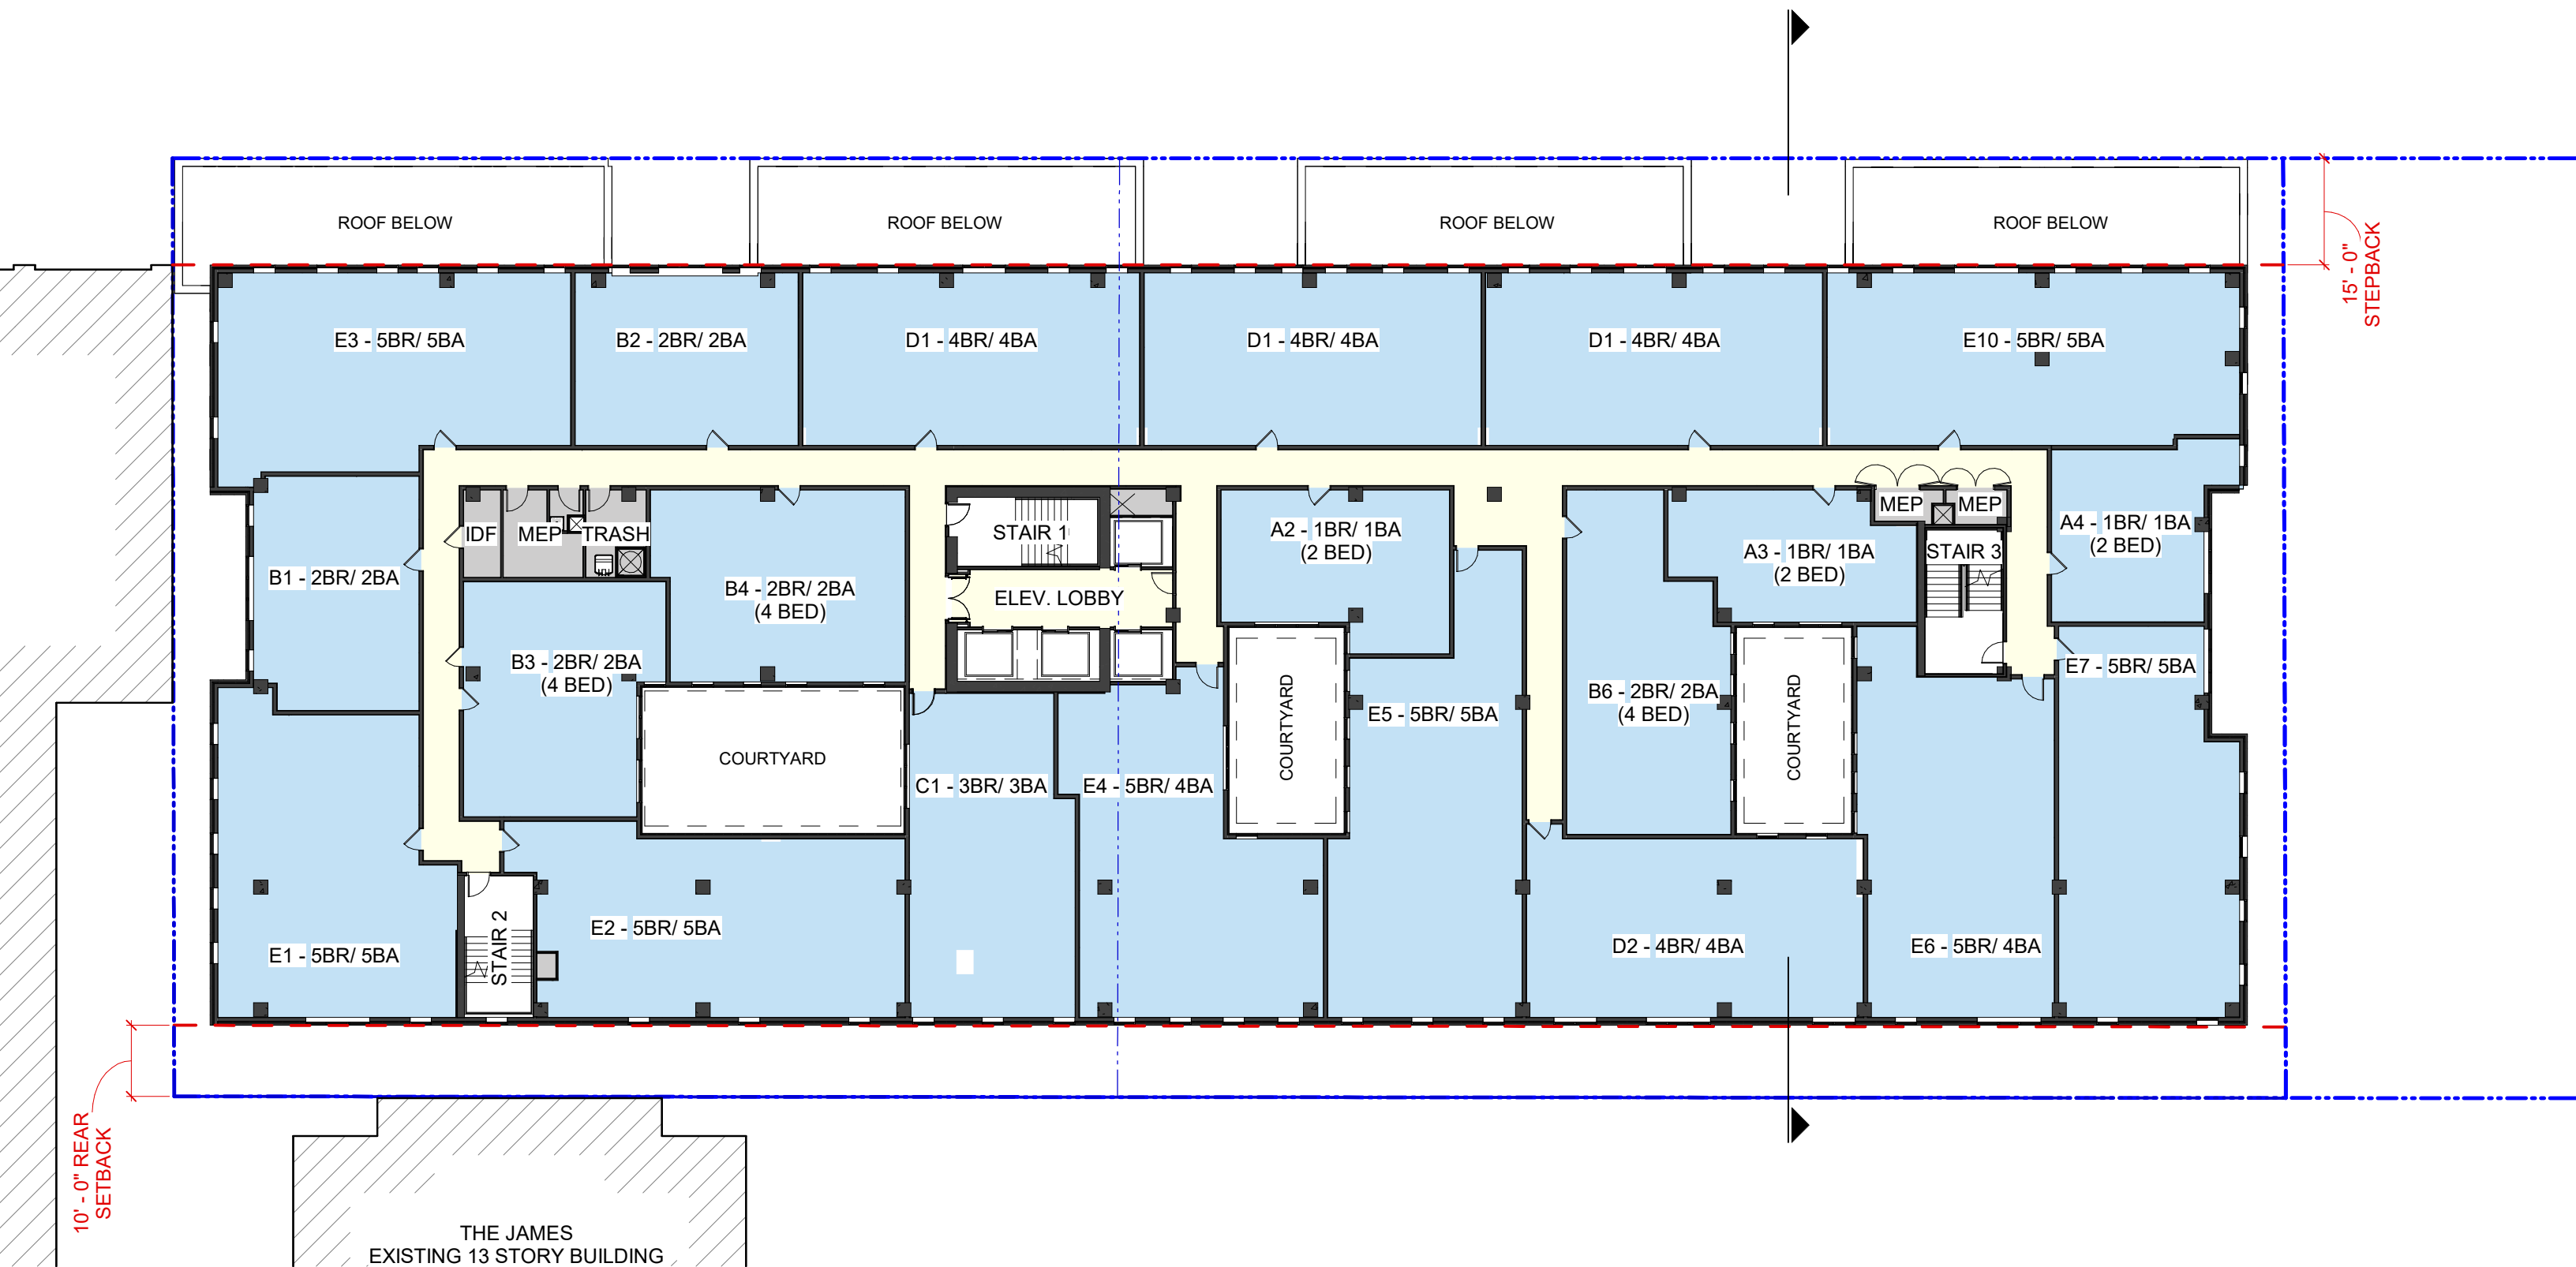 ROOF BELOW
ROOF BELOW
ROOF BELOW
ROOF BELOW
15' - 0"
STEPBACK
E3 - 5BR/ 5BA
B2 - 2BR/ 2BA
D1 - 4BR/ 4BA
D1 - 4BR/ 4BA
D1 - 4BR/ 4BA
E10 - 5BR/ 5BA
IDF
MEP
TRASH
STAIR 1
A2 - 1BR/ 1BA
(2 BED)
A3 - 1BR/ 1BA
(2 BED)
MEP
MEP
STAIR 3
A4 - 1BR/ 1BA
(2 BED)
B1 - 2BR/ 2BA
B4 - 2BR/ 2BA
(4 BED)
ELEV. LOBBY
B3 - 2BR/ 2BA
(4 BED)
E7 - 5BR/ 5BA
COURTYARD
C1 - 3BR/ 3BA
E4 - 5BR/ 4BA
COURTYARD
E5 - 5BR/ 5BA
B6 - 2BR/ 2BA
(4 BED)
COURTYARD
E1 - 5BR/ 5BA
STAIR 2
E2 - 5BR/ 5BA
D2 - 4BR/ 4BA
E6 - 5BR/ 4BA
10' - 0" REAR
SETBACK
THE JAMES
EXISTING 13 STORY BUILDING